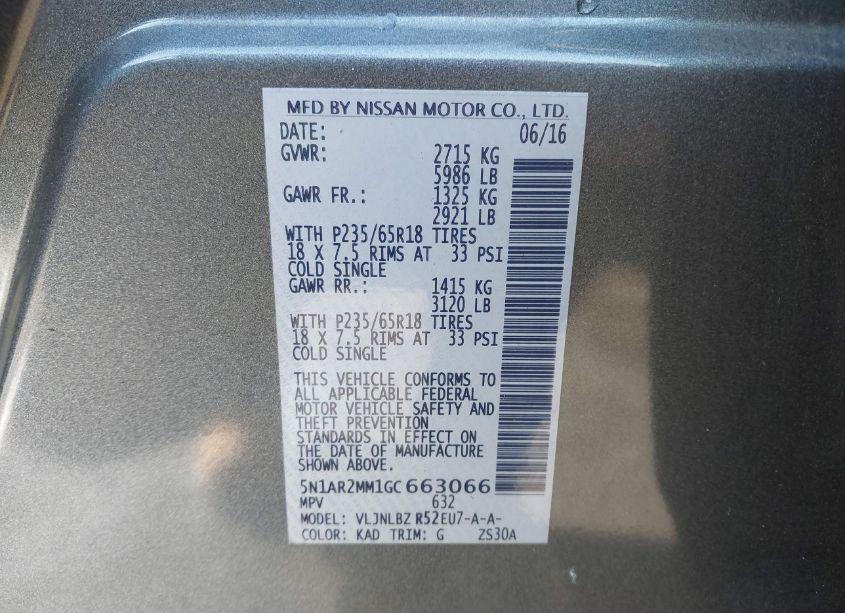 MFD BY NISSAN MOTOR CO., LTD.
DATE: 06/16
GVWR: 2715 KG
5986 LB
GAWR FR.: 1325 KG
2921 LB
WITH P235/65R18 TIRES
18 X 7.5 RIMS AT 33 PSI
COLD SINGLE
GAWR RR.: 1415 KG
3120 LB
WITH P235/65R18 TIRES
18 X 7.5 RIMS AT 33 PSI
COLD SINGLE
THIS VEHICLE CONFORMS TO
ALL APPLICABLE FEDERAL
MOTOR VEHICLE SAFETY AND
THEFT PREVENTION
STANDARDS IN EFFECT ON
THE DATE OF MANUFACTURE
SHOWN ABOVE.
5N1AR2MM1GC663066
MPV 632
MODEL: VLJNLBZ R52EU7-A-A-
COLOR: KAD TRIM: G ZS30A